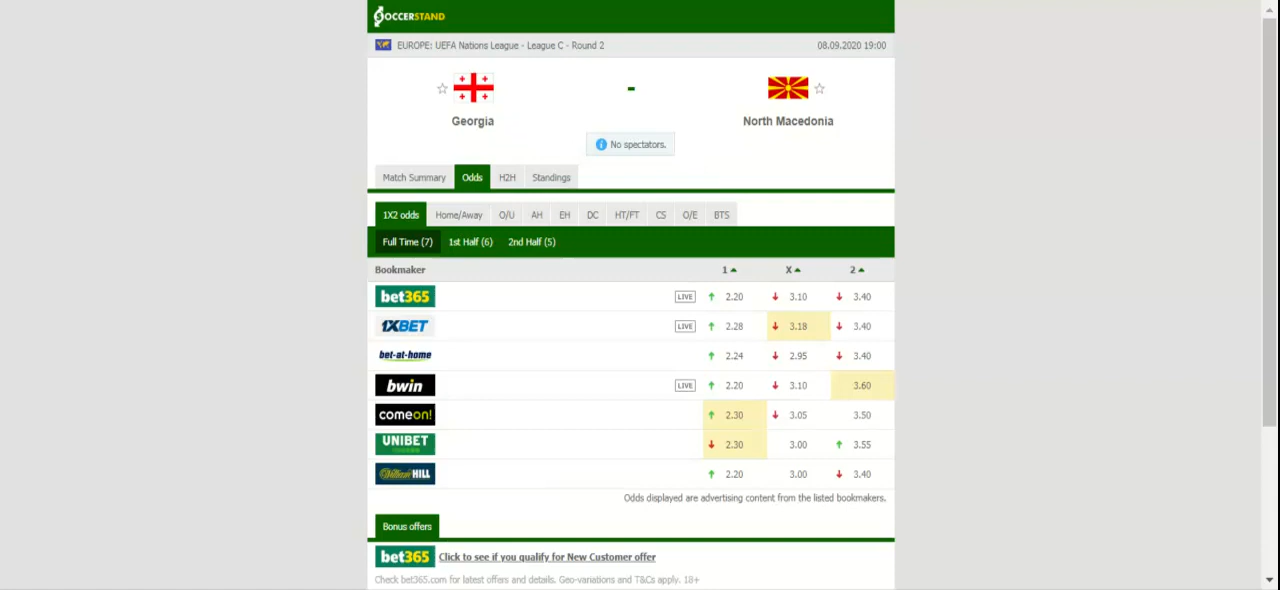 SOCCERSTAND
EUROPE: UEFA Nations League - League C - Round 2 08.09.2020 19:00
-
Georgia North Macedonia
No spectators.
Match Summary Odds H2H Standings
1X2 odds Home/Away O/U AH EH DC HT/FT CS O/E BTS
Full Time (7) 1st Half (6) 2nd Half (5)
Bookmaker 1 X 2
bet365 LIVE 2.20 3.10 3.40
1XBET LIVE 2.28 3.18 3.40
bet-at-home 2.24 2.95 3.40
bwin LIVE 2.20 3.10 3.60
comeon! 2.30 3.05 3.50
UNIBET 2.30 3.00 3.55
William HILL 2.20 3.00 3.40
Odds displayed are advertising content from the listed bookmakers.
Bonus offers
bet365 Click to see if you qualify for New Customer offer
Check bet365.com for latest offers and details. Geo-variations and T&Cs apply. 18+